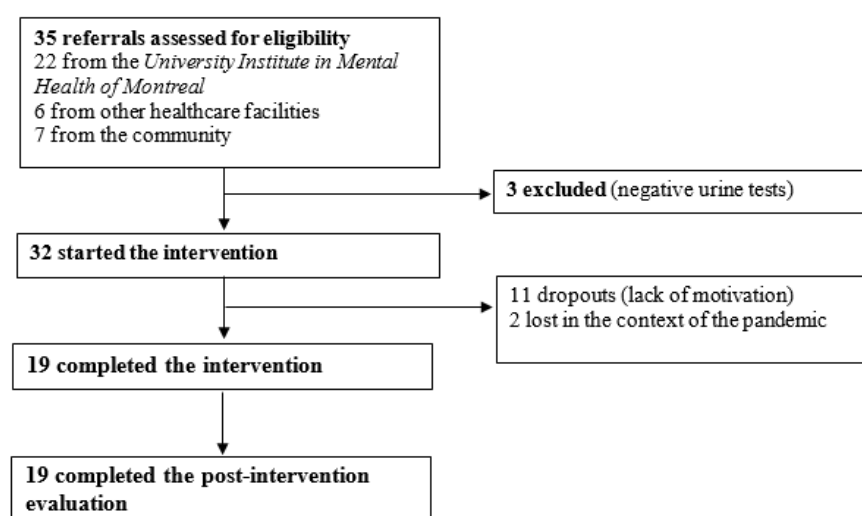 35 referrals assessed for eligibility
22 from the University Institute in Mental
Health of Montreal
6 from other healthcare facilities
7 from the community
3 excluded (negative urine tests)
32 started the intervention
11 dropouts (lack of motivation)
2 lost in the context of the pandemic
19 completed the intervention
19 completed the post-intervention
evaluation